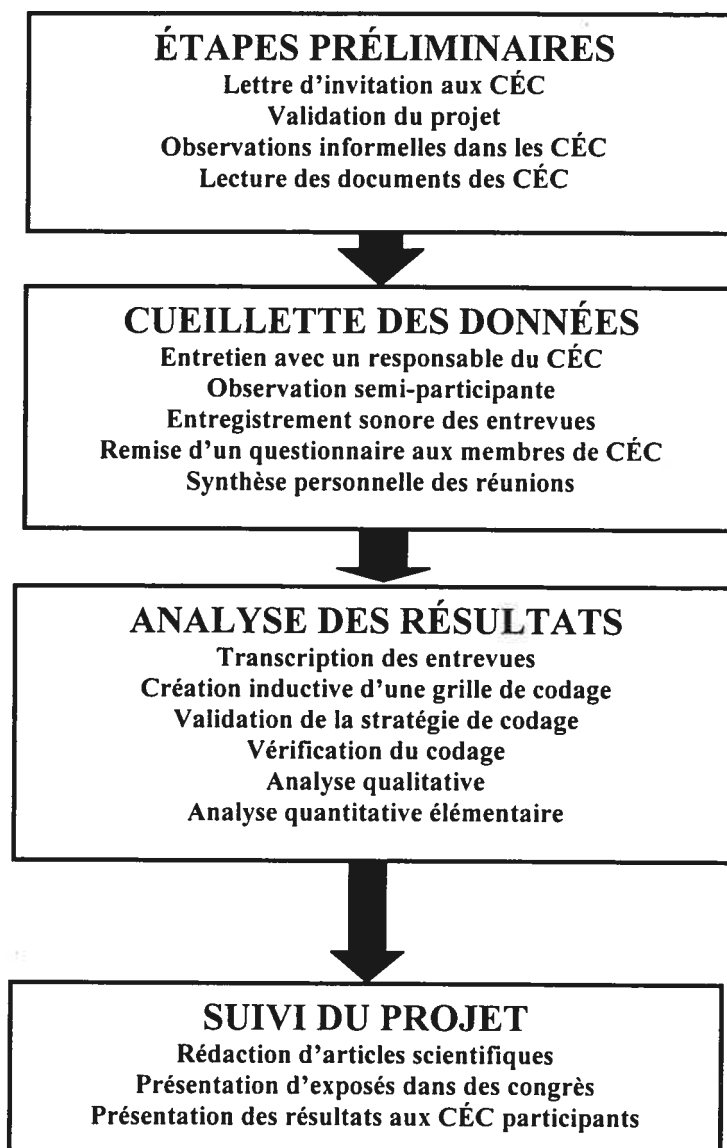 ÉTAPES PRÉLIMINAIRES
Lettre d'invitation aux CÉC
Validation du projet
Observations informelles dans les CÉC
Lecture des documents des CÉC
CUEILLETTE DES DONNÉES
Entretien avec un responsable du CÉC
Observation semi-participante
Entregistrement sonore des entrevues
Remise d'un questionnaire aux membres de CÉC
Synthèse personnelle des réunions
ANALYSE DES RÉSULTATS
Transcription des entrevues
Création inductive d'une grille de codage
Validation de la stratégie de codage
Vérification du codage
Analyse qualitative
Analyse quantitative élémentaire
SUIVI DU PROJET
Rédaction d'articles scientifiques
Présentation d'exposés dans des congrès
Présentation des résultats aux CÉC participants